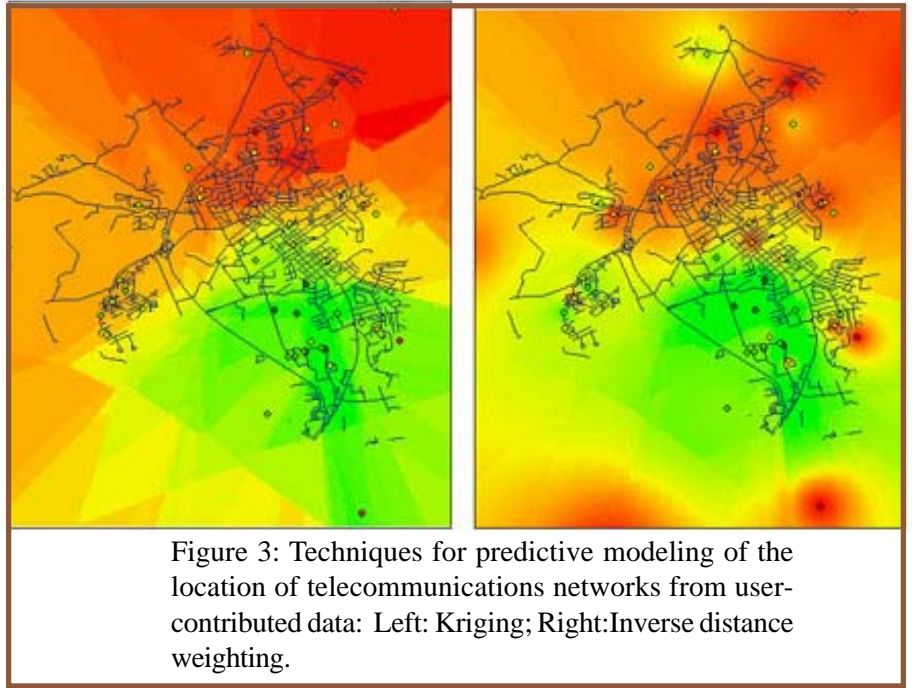 Figure 3: Techniques for predictive modeling of the
location of telecommunications networks from user-
contributed data: Left: Kriging; Right:Inverse distance
weighting.